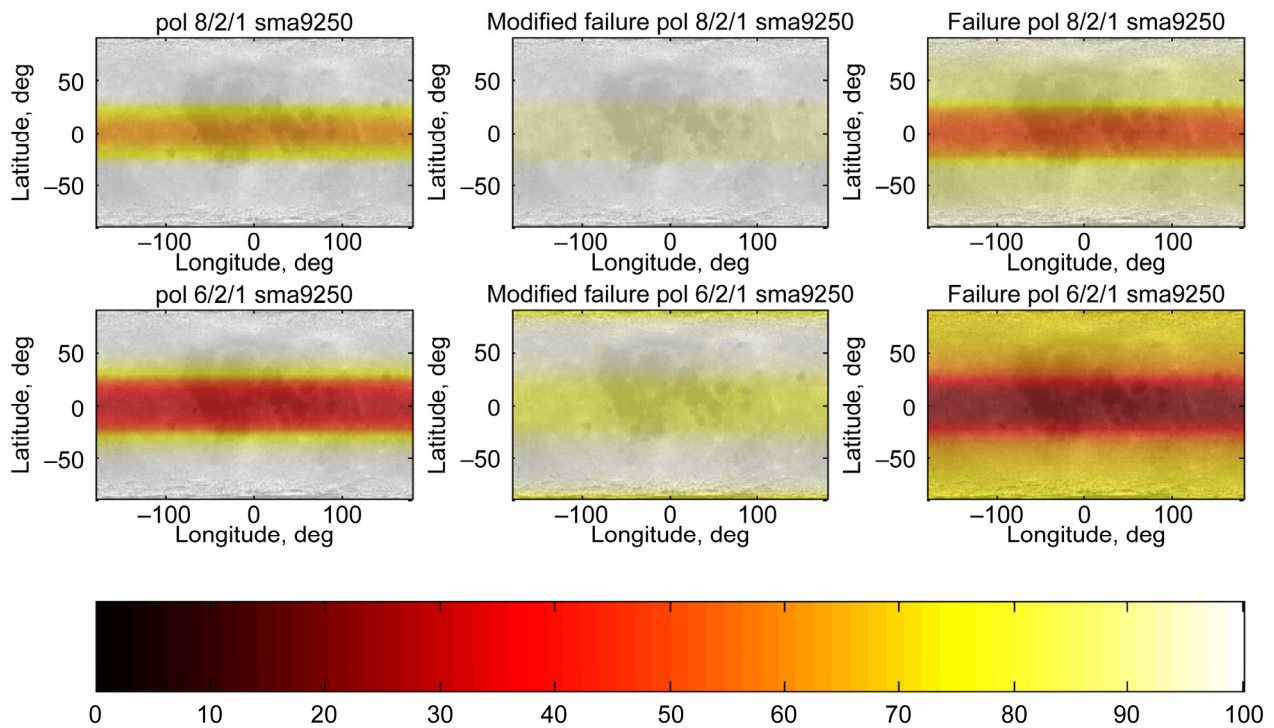 pol 8/2/1 sma9250 Modified failure pol 8/2/1 sma9250 Failure pol 8/2/1 sma9250
Latitude, deg Latitude, deg Latitude, deg
50 50 50
0 0 0
–50 –50 –50
–100 0 100 –100 0 100 –100 0 100
Longitude, deg Longitude, deg Longitude, deg
pol 6/2/1 sma9250 Modified failure pol 6/2/1 sma9250 Failure pol 6/2/1 sma9250
Latitude, deg Latitude, deg Latitude, deg
50 50 50
0 0 0
–50 –50 –50
–100 0 100 –100 0 100 –100 0 100
Longitude, deg Longitude, deg Longitude, deg
0 10 20 30 40 50 60 70 80 90 100